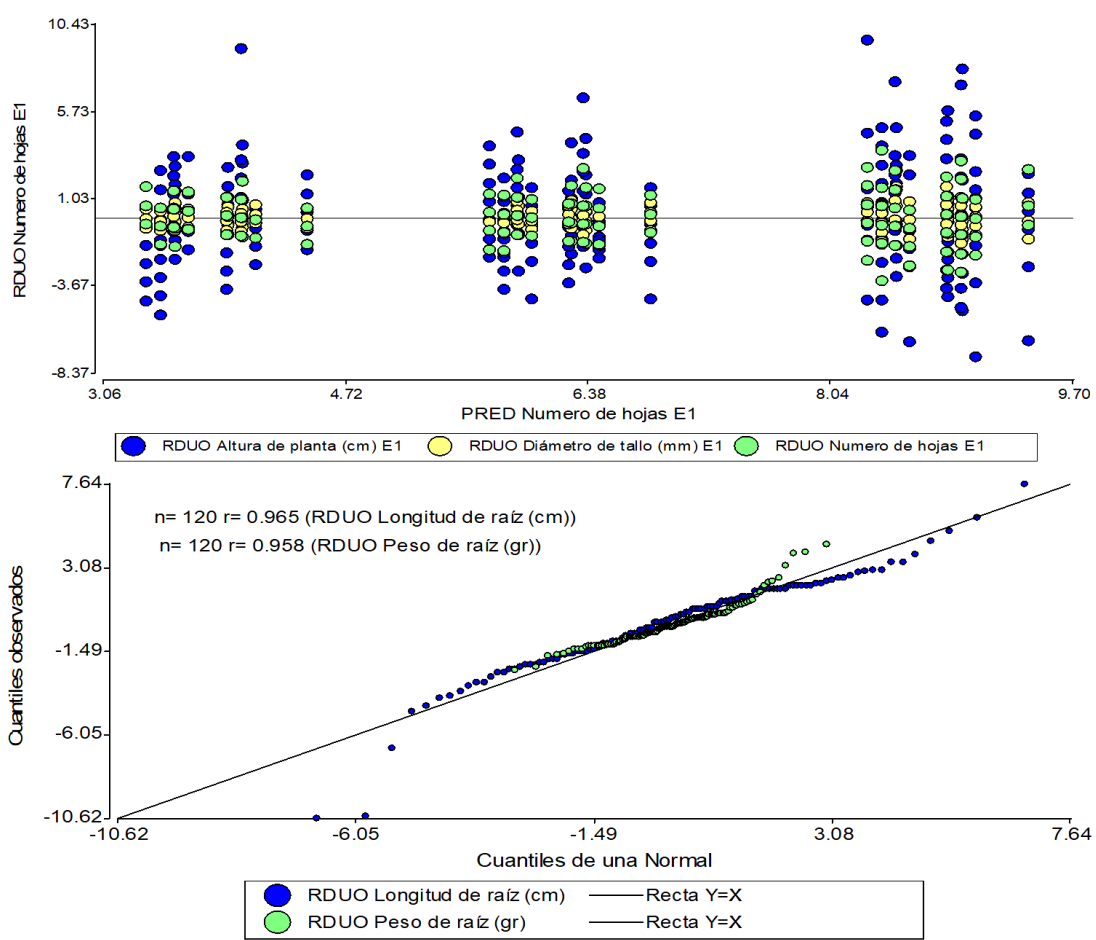 10.43
5.73
1.03
-3.67
-8.37
RDUO Numero de hojas E1
3.06 4.72 6.38 8.04 9.70
PRED Numero de hojas E1
RDUO Altura de planta (cm) E1 RDUO Diámetro de tallo (mm) E1 RDUO Numero de hojas E1
7.64
3.08
-1.49
-6.05
-10.62
Cuantiles observados
n= 120 r= 0.965 (RDUO Longitud de raíz (cm))
n= 120 r= 0.958 (RDUO Peso de raíz (gr))
-10.62 -6.05 -1.49 3.08 7.64
Cuantiles de una Normal
RDUO Longitud de raíz (cm) Recta Y=X
RDUO Peso de raíz (gr) Recta Y=X